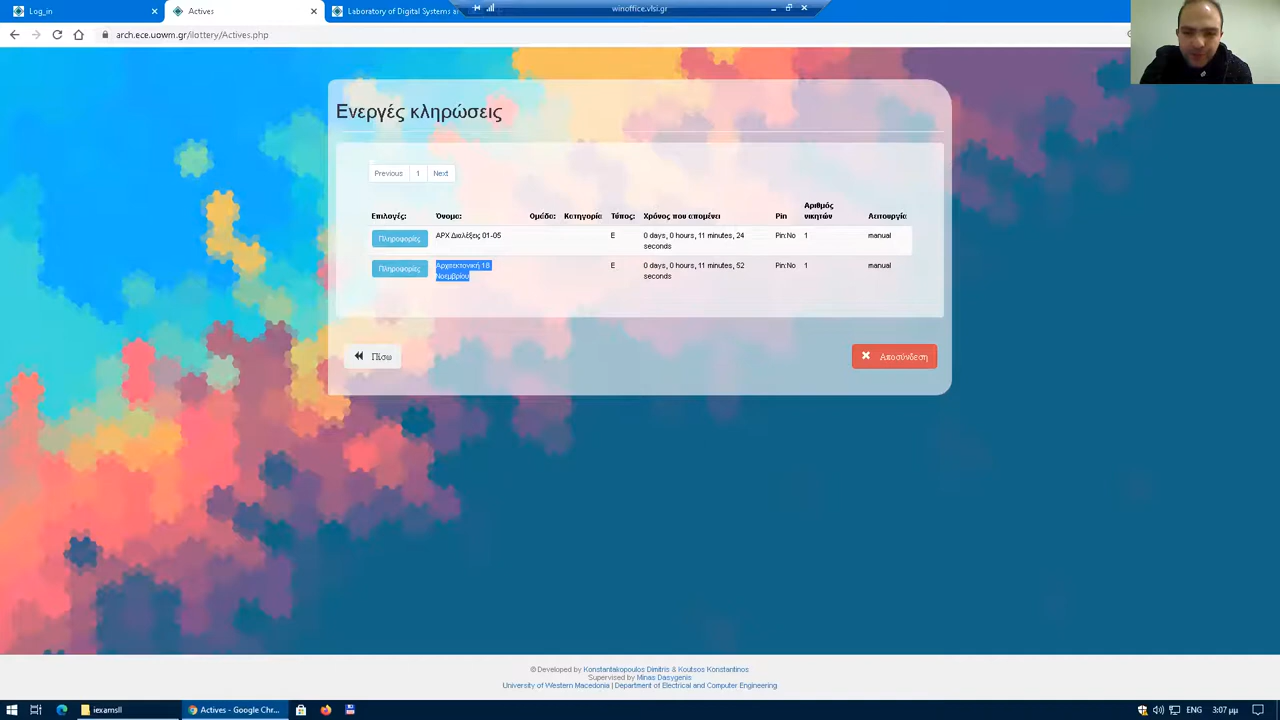 Log_in
Actives
Laboratory of Digital Systems an
winoffice.vlsi.gr
arch.ece.uowm.gr/ilottery/Actives.php
Ενεργές κληρώσεις
Previous 1 Next
Επιλογές: Όνομα: Ομάδα: Κατηγορία Τύπος: Χρόνος που απομένει Pin Αριθμός νικητών Λειτουργία
Πληροφορίες ΑΡΧ Διαλέξεις 01-05 E 0 days, 0 hours, 11 minutes, 24 Pin:No 1 manual
seconds
Πληροφορίες Αρχιτεκτονική 18 E 0 days, 0 hours, 11 minutes, 52 Pin:No 1 manual
Νοεμβρίου seconds
Πίσω
Αποσύνδεση
© Developed by Konstantakopoulos Dimitris & Koutsos Konstantinos
Supervised by Minas Dasygenis
University of Western Macedonia | Department of Electrical and Computer Engineering
iexamsll
Actives - Google Chr...
ENG
3:07 μμ